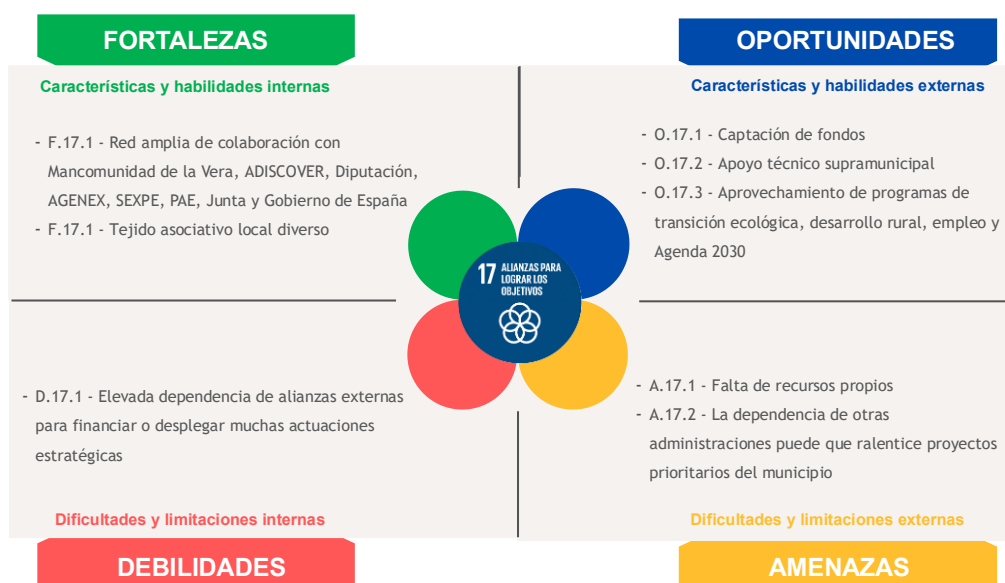 FORTALEZAS
Características y habilidades internas
- F.17.1 - Red amplia de colaboración con
Mancomunidad de la Vera, ADISCOVER, Diputación,
AGENEX, SEXPE, PAE, Junta y Gobierno de España
- F.17.1 - Tejido asociativo local diverso
OPORTUNIDADES
Características y habilidades externas
- O.17.1 - Captación de fondos
- O.17.2 - Apoyo técnico supramunicipal
- O.17.3 - Aprovechamiento de programas de
transición ecológica, desarrollo rural, empleo y
Agenda 2030
17 ALIANZAS PARA
LOGRAR LOS
OBJETIVOS
- D.17.1 - Elevada dependencia de alianzas externas
para financiar o desplegar muchas actuaciones
estratégicas
Dificultades y limitaciones internas
DEBILIDADES
- A.17.1 - Falta de recursos propios
- A.17.2 - La dependencia de otras
administraciones puede que ralentice proyectos
prioritarios del municipio
Dificultades y limitaciones externas
AMENAZAS